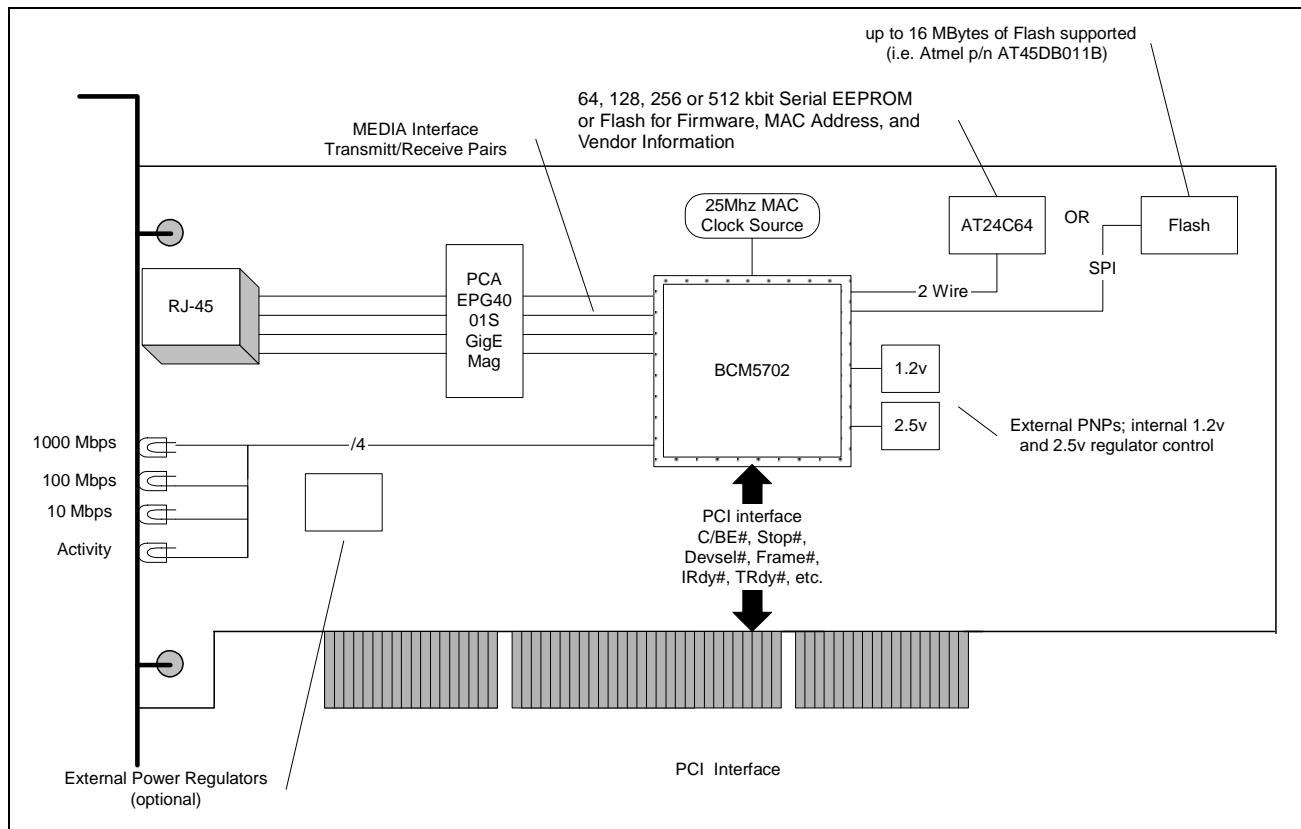 up to 16 MBytes of Flash supported
(i.e. Atmel p/n AT45DB011B)
64, 128, 256 or 512 kbit Serial EEPROM
or Flash for Firmware, MAC Address, and
Vendor Information
MEDIA Interface
Transmitt/Receive Pairs
25Mhz MAC
Clock Source
AT24C64
OR
Flash
SPI
2 Wire
RJ-45
PCA
EPG40
01S
GigE
Mag
BCM5702
1.2v
2.5v
External PNPs; internal 1.2v
and 2.5v regulator control
1000 Mbps
/4
100 Mbps
10 Mbps
Activity
PCI interface
C/BE#, Stop#,
Devsel#, Frame#,
IRdy#, TRdy#, etc.
External Power Regulators
(optional)
PCI Interface